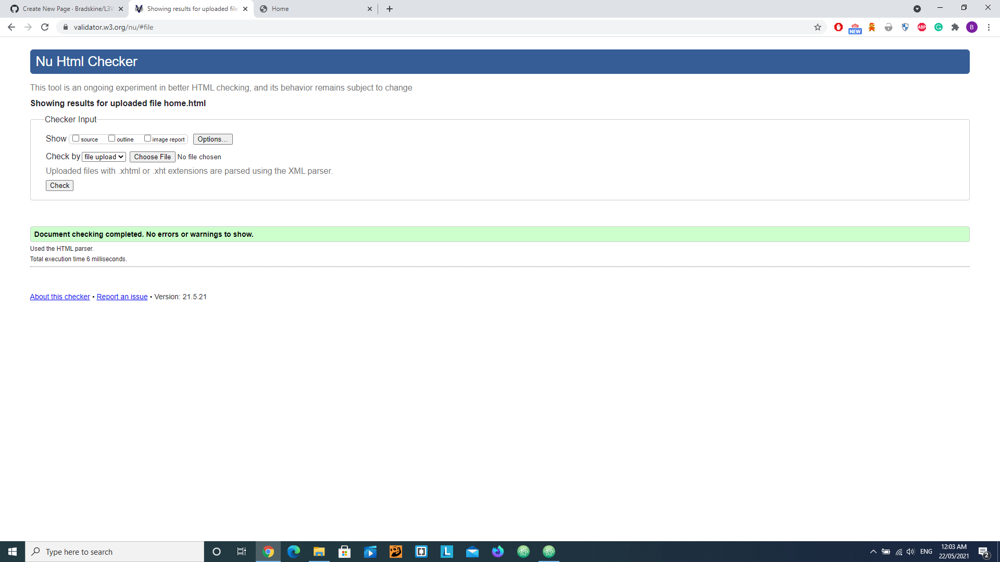 Create New Page · Bradskine/L3W
Showing results for uploaded file
Home
validator.w3.org/nu/#file
NEW
ABP
B
Nu Html Checker
This tool is an ongoing experiment in better HTML checking, and its behavior remains subject to change
Showing results for uploaded file home.html
Checker Input
Show source outline image report Options...
Check by file upload Choose File No file chosen
Uploaded files with .xhtml or .xht extensions are parsed using the XML parser.
Check
Document checking completed. No errors or warnings to show.
Used the HTML parser.
Total execution time 6 milliseconds.
About this checker • Report an issue • Version: 21.5.21
Type here to search
L
ENG
12:03 AM
22/05/2021
2